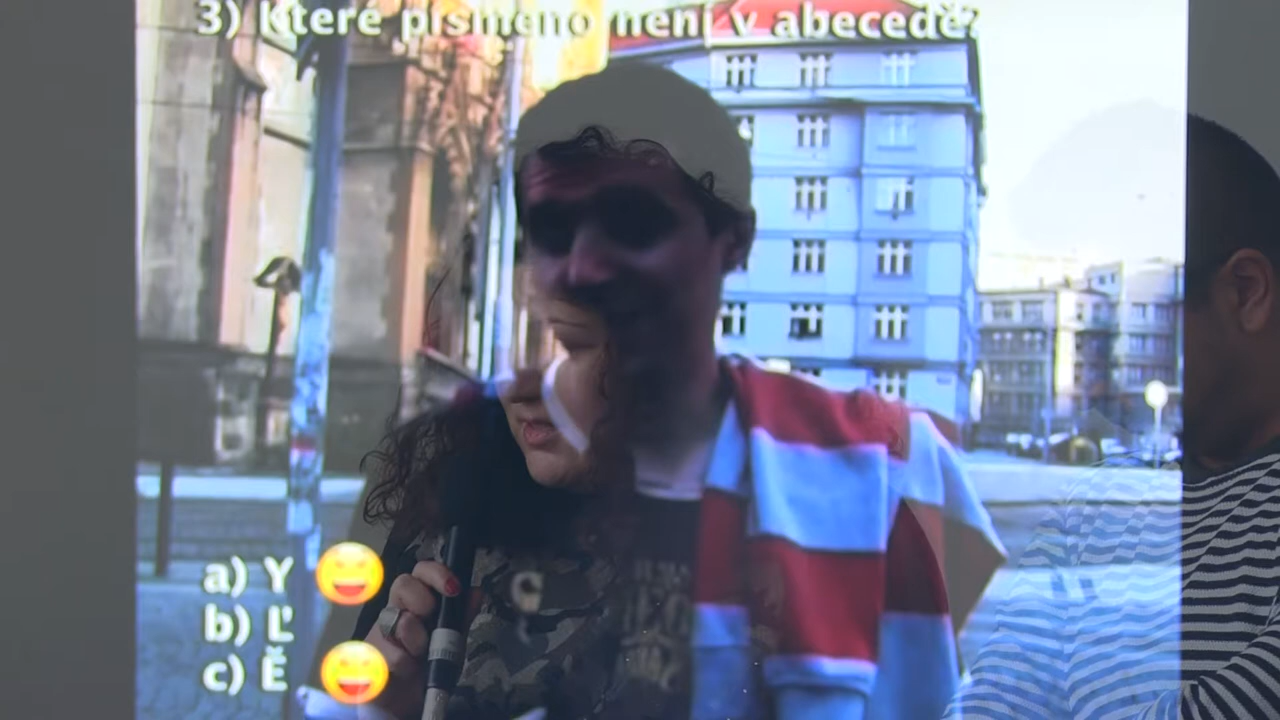 3) Které písmeno není v abecedě?
a) Y
b) Ľ
c) Ě